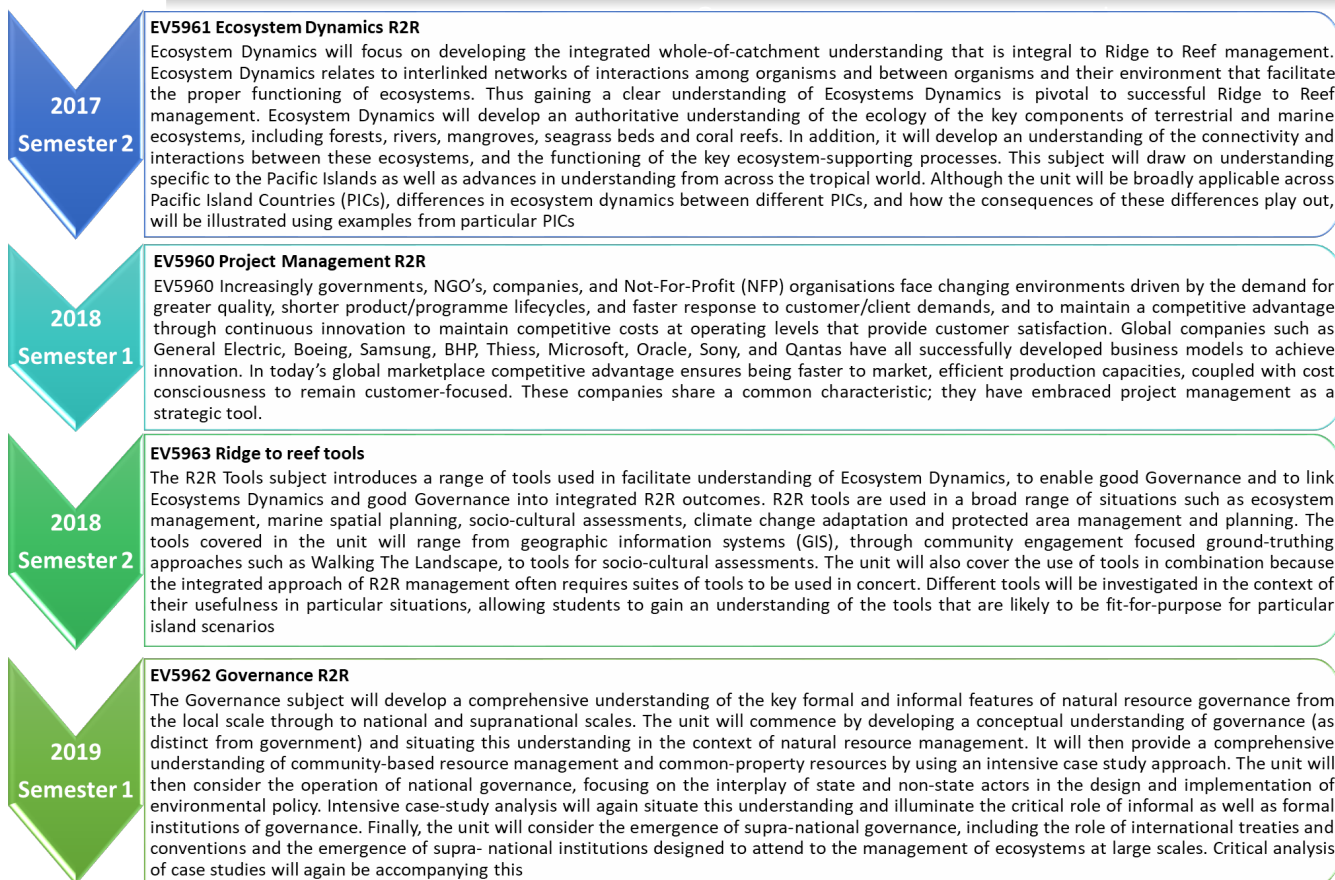 EV5961 Ecosystem Dynamics R2R
Ecosystem Dynamics will focus on developing the integrated whole-of-catchment understanding that is integral to Ridge to Reef management.
Ecosystem Dynamics relates to interlinked networks of interactions among organisms and between organisms and their environment that facilitate
the proper functioning of ecosystems. Thus gaining a clear understanding of Ecosystems Dynamics is pivotal to successful Ridge to Reef
management. Ecosystem Dynamics will develop an authoritative understanding of the ecology of the key components of terrestrial and marine
ecosystems, including forests, rivers, mangroves, seagrass beds and coral reefs. In addition, it will develop an understanding of the connectivity and
interactions between these ecosystems, and the functioning of the key ecosystem-supporting processes. This subject will draw on understanding
specific to the Pacific Islands as well as advances in understanding from across the tropical world. Although the unit will be broadly applicable across
Pacific Island Countries (PICs), differences in ecosystem dynamics between different PICs, and how the consequences of these differences play out,
will be illustrated using examples from particular PICs
2017
Semester 2
EV5960 Project Management R2R
EV5960 Increasingly governments, NGO's, companies, and Not-For-Profit (NFP) organisations face changing environments driven by the demand for
greater quality, shorter product/programme lifecycles, and faster response to customer/client demands, and to maintain a competitive advantage
through continuous innovation to maintain competitive costs at operating levels that provide customer satisfaction. Global companies such as
General Electric, Boeing, Samsung, BHP, Thiess, Microsoft, Oracle, Sony, and Qantas have all successfully developed business models to achieve
innovation. In today's global marketplace competitive advantage ensures being faster to market, efficient production capacities, coupled with cost
consciousness to remain customer-focused. These companies share a common characteristic; they have embraced project management as a
strategic tool.
2018
Semester 1
EV5963 Ridge to reef tools
The R2R Tools subject introduces a range of tools used in facilitate understanding of Ecosystem Dynamics, to enable good Governance and to link
Ecosystems Dynamics and good Governance into integrated R2R outcomes. R2R tools are used in a broad range of situations such as ecosystem
management, marine spatial planning, socio-cultural assessments, climate change adaptation and protected area management and planning. The
tools covered in the unit will range from geographic information systems (GIS), through community engagement focused ground-truthing
approaches such as Walking The Landscape, to tools for socio-cultural assessments. The unit will also cover the use of tools in combination because
the integrated approach of R2R management often requires suites of tools to be used in concert. Different tools will be investigated in the context of
their usefulness in particular situations, allowing students to gain an understanding of the tools that are likely to be fit-for-purpose for particular
island scenarios
2018
Semester 2
EV5962 Governance R2R
The Governance subject will develop a comprehensive understanding of the key formal and informal features of natural resource governance from
the local scale through to national and supranational scales. The unit will commence by developing a conceptual understanding of governance (as
distinct from government) and situating this understanding in the context of natural resource management. It will then provide a comprehensive
understanding of community-based resource management and common-property resources by using an intensive case study approach. The unit will
then consider the operation of national governance, focusing on the interplay of state and non-state actors in the design and implementation of
environmental policy. Intensive case-study analysis will again situate this understanding and illuminate the critical role of informal as well as formal
institutions of governance. Finally, the unit will consider the emergence of supra-national governance, including the role of international treaties and
conventions and the emergence of supra- national institutions designed to attend to the management of ecosystems at large scales. Critical analysis
of case studies will again be accompanying this
2019
Semester 1